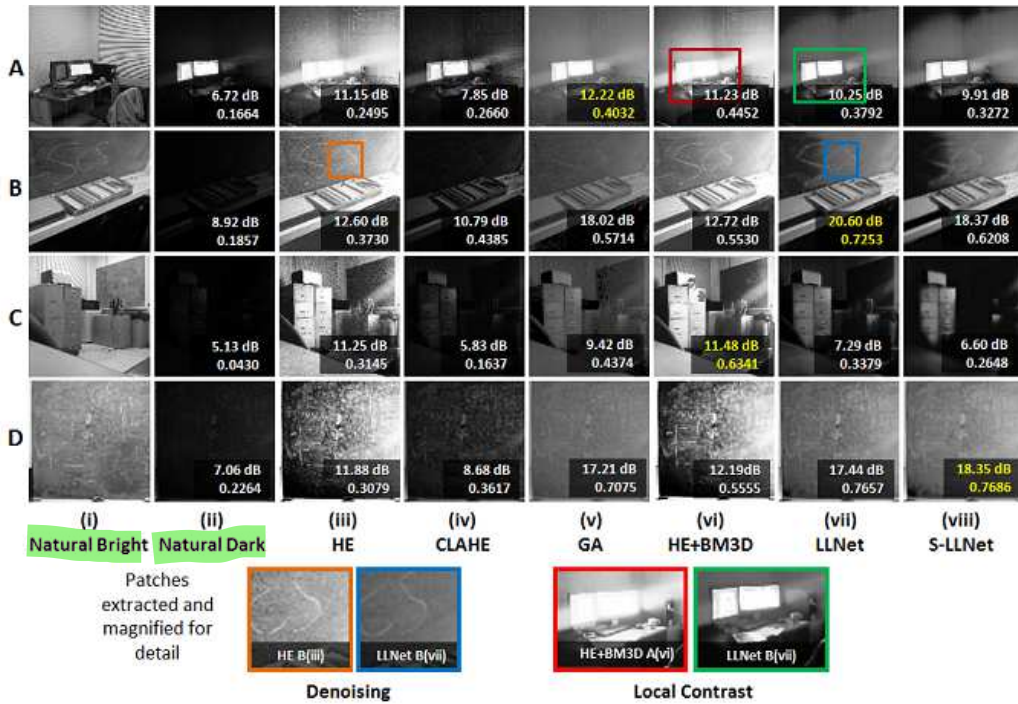 A
6.72 dB 11.15 dB 7.85 dB 12.22 dB 11.23 dB 10.25 dB 9.91 dB
0.1664 0.2495 0.2660 0.4032 0.4452 0.3792 0.3272
B
8.92 dB 12.60 dB 10.79 dB 18.02 dB 12.72 dB 20.60 dB 18.37 dB
0.1857 0.3730 0.4385 0.5714 0.5530 0.7253 0.6208
C
5.13 dB 11.25 dB 5.83 dB 9.42 dB 11.48 dB 7.29 dB 6.60 dB
0.0430 0.3145 0.1637 0.4374 0.6341 0.3379 0.2648
D
7.06 dB 11.88 dB 8.68 dB 17.21 dB 12.19dB 17.44 dB 18.35 dB
0.2264 0.3079 0.3617 0.7075 0.5555 0.7657 0.7686
(i) (ii) (iii) (iv) (v) (vi) (vii) (viii)
Natural Bright Natural Dark HE CLAHE GA HE+BM3D LLNet S-LLNet
Patches
extracted and
magnified for
detail
HE B(iii) LLNet B(vii) HE+BM3D A(vi) LLNet B(vii)
Denoising Local Contrast